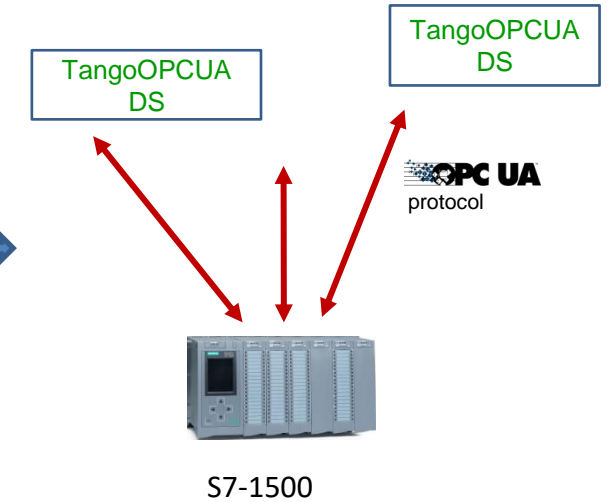 TangoOPCUA
DS
TangoOPCUA
DS
OPC UA
protocol
S7-1500